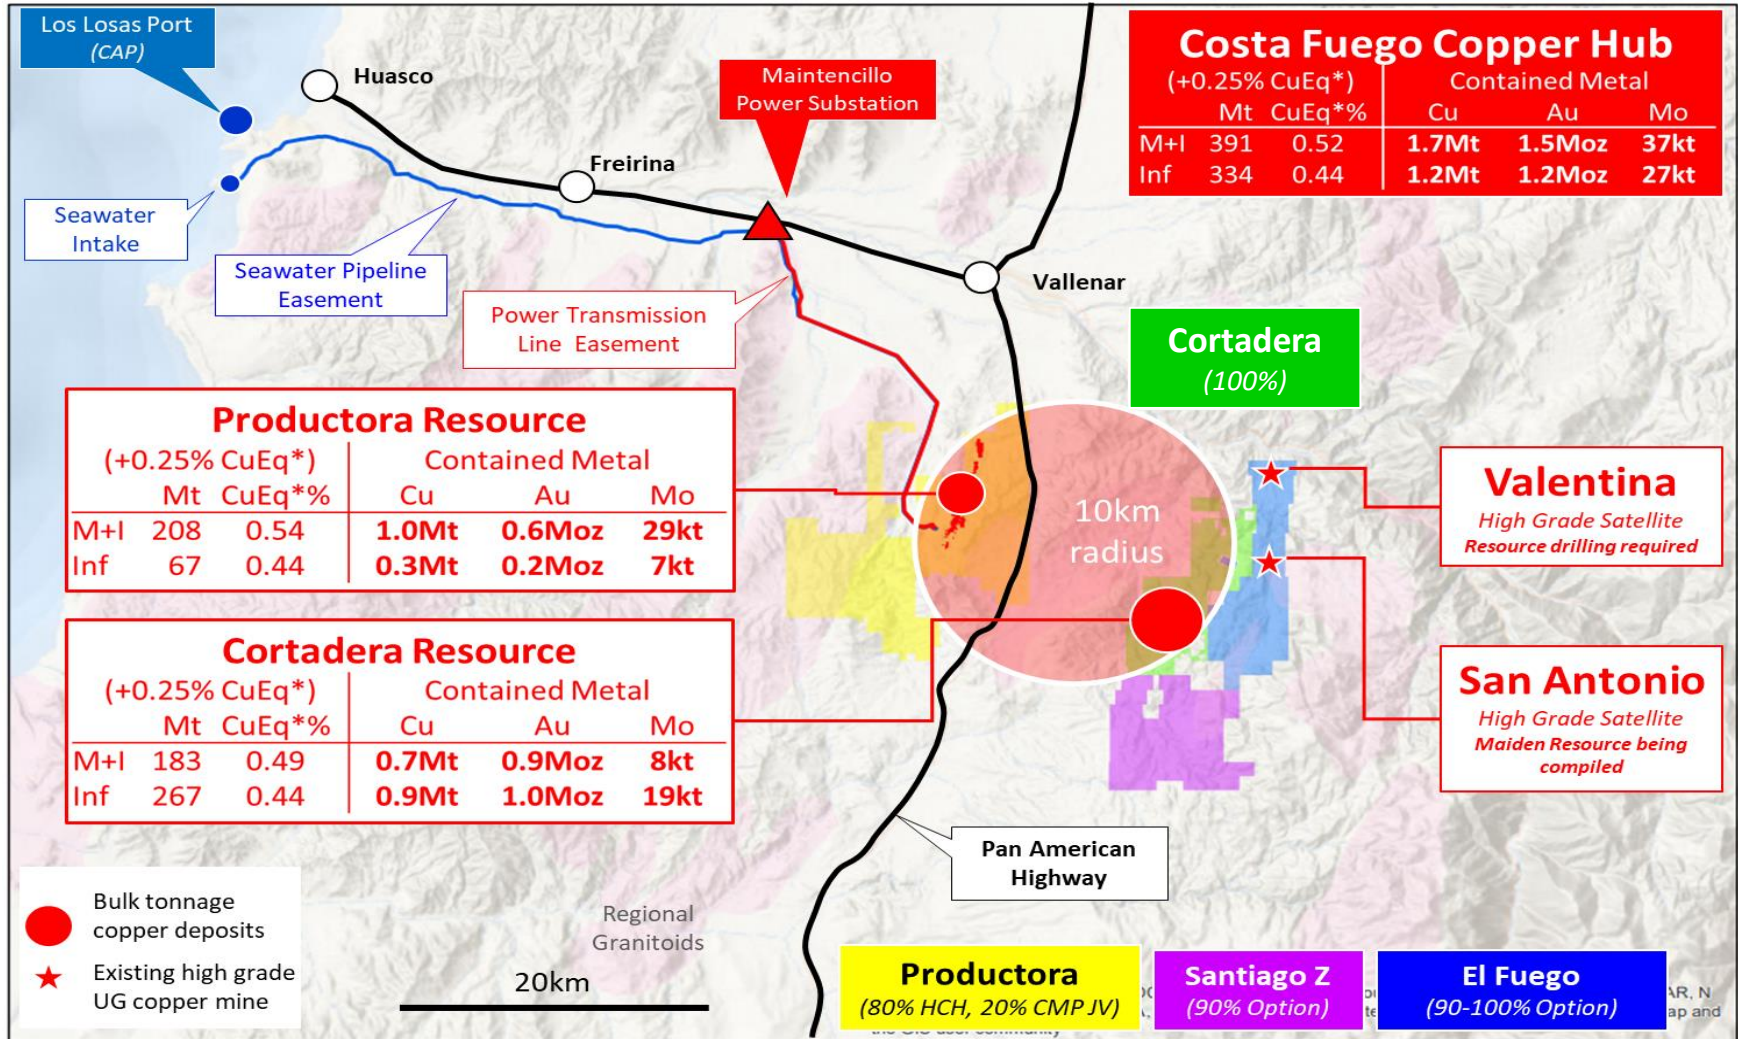 Los Losas Port
(CAP)
Huasco
Maintencillo
Power Substation
Costa Fuego Copper Hub
(+0.25% CuEq*) Contained Metal
Mt CuEq*% Cu Au Mo
M+I 391 0.52 1.7Mt 1.5Moz 37kt
Inf 334 0.44 1.2Mt 1.2Moz 27kt
Freirina
Seawater
Intake
Seawater Pipeline
Easement
Vallenar
Power Transmission
Line Easement
Cortadera
(100%)
Productora Resource
(+0.25% CuEq*) Contained Metal
Mt CuEq*% Cu Au Mo
M+I 208 0.54 1.0Mt 0.6Moz 29kt
Inf 67 0.44 0.3Mt 0.2Moz 7kt
10km
radius
Valentina
High Grade Satellite
Resource drilling required
Cortadera Resource
(+0.25% CuEq*) Contained Metal
Mt CuEq*% Cu Au Mo
M+I 183 0.49 0.7Mt 0.9Moz 8kt
Inf 267 0.44 0.9Mt 1.0Moz 19kt
San Antonio
High Grade Satellite
Maiden Resource being
compiled
Pan American
Highway
Bulk tonnage
copper deposits
Existing high grade
UG copper mine
Regional
Granitoids
20km
Productora
(80% HCH, 20% CMP JV)
Santiago Z
(90% Option)
El Fuego
(90-100% Option)
AR, N
ap and